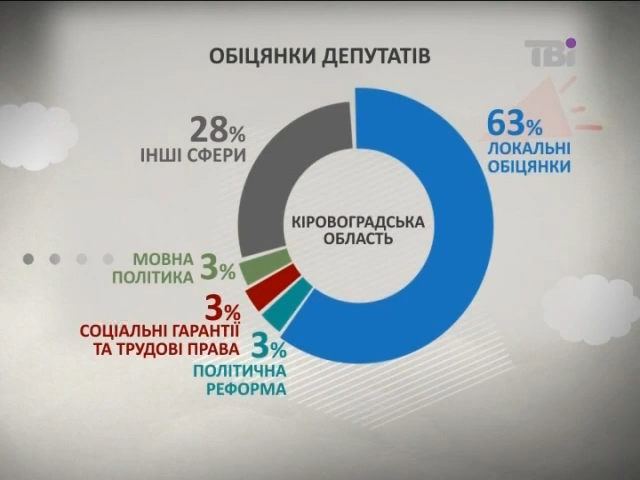 ТВі
ОБІЦЯНКИ ДЕПУТАТІВ
63%
ЛОКАЛЬНІ
ОБІЦЯНКИ
28%
ІНШІ СФЕРИ
КІРОВОГРАДСЬКА
ОБЛАСТЬ
МОВНА
ПОЛІТИКА 3%
3%
СОЦІАЛЬНІ ГАРАНТІЇ
ТА ТРУДОВІ ПРАВА
3%
ПОЛІТИЧНА
РЕФОРМА